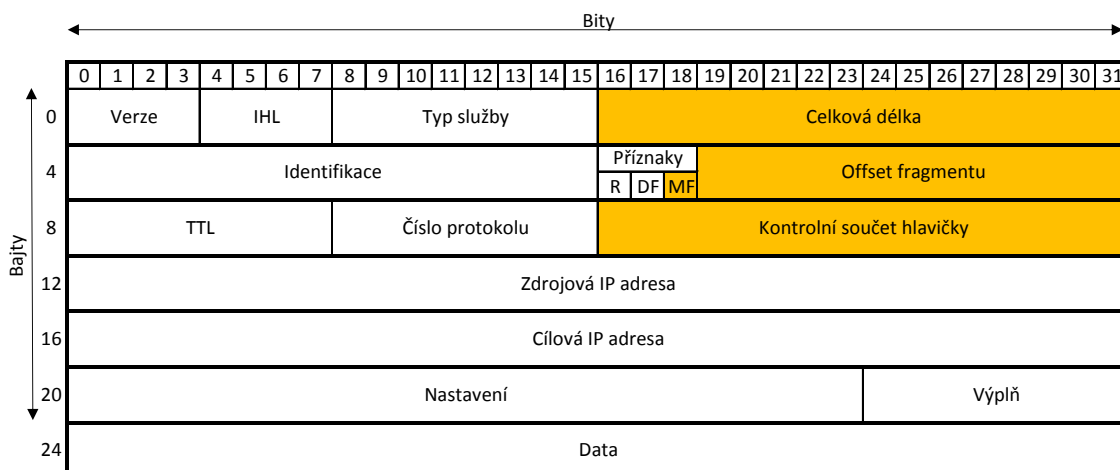 Bity
0 1 2 3 4 5 6 7 8 9 10 11 12 13 14 15 16 17 18 19 20 21 22 23 24 25 26 27 28 29 30 31
Bajty
0 Verze IHL Typ služby Celková délka
4 Identifikace Příznaky Offset fragmentu
R DF MF
8 TTL Číslo protokolu Kontrolní součet hlavičky
12 Zdrojová IP adresa
16 Cílová IP adresa
20 Nastavení Výplň
24 Data